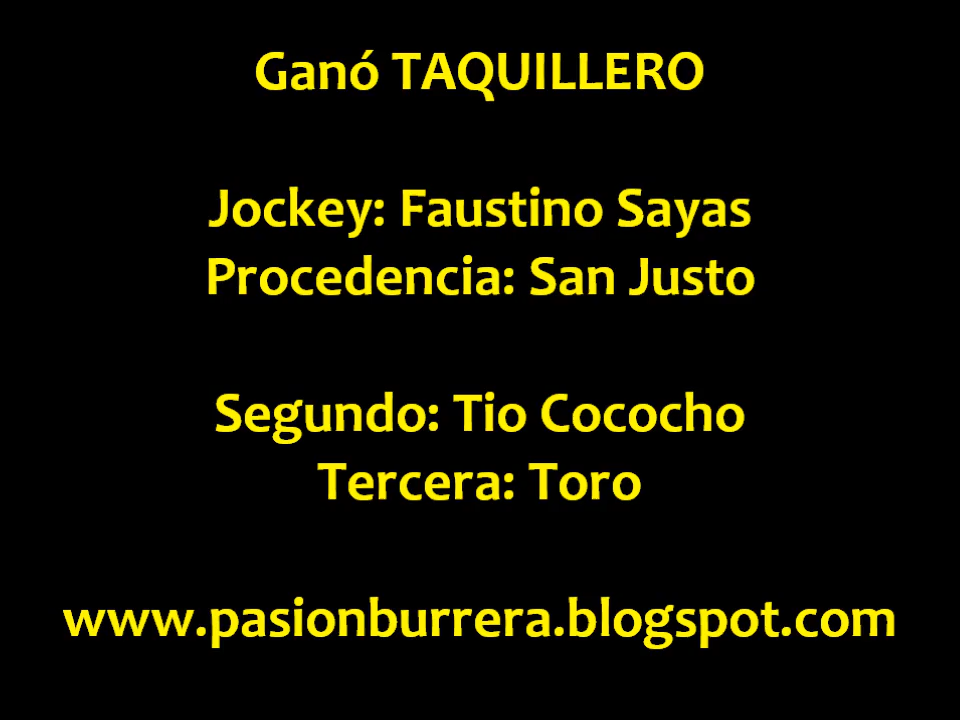 Ganó TAQUILLERO
Jockey: Faustino Sayas
Procedencia: San Justo
Segundo: Tio Cococho
Tercera: Toro
www.pasionburrera.blogspot.com